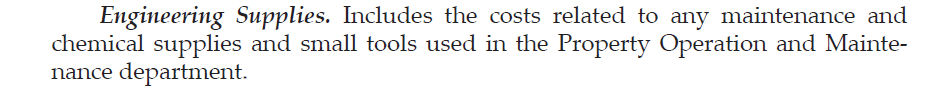 Engineering Supplies. Includes the costs related to any maintenance and
chemical supplies and small tools used in the Property Operation and Mainte-
nance department.